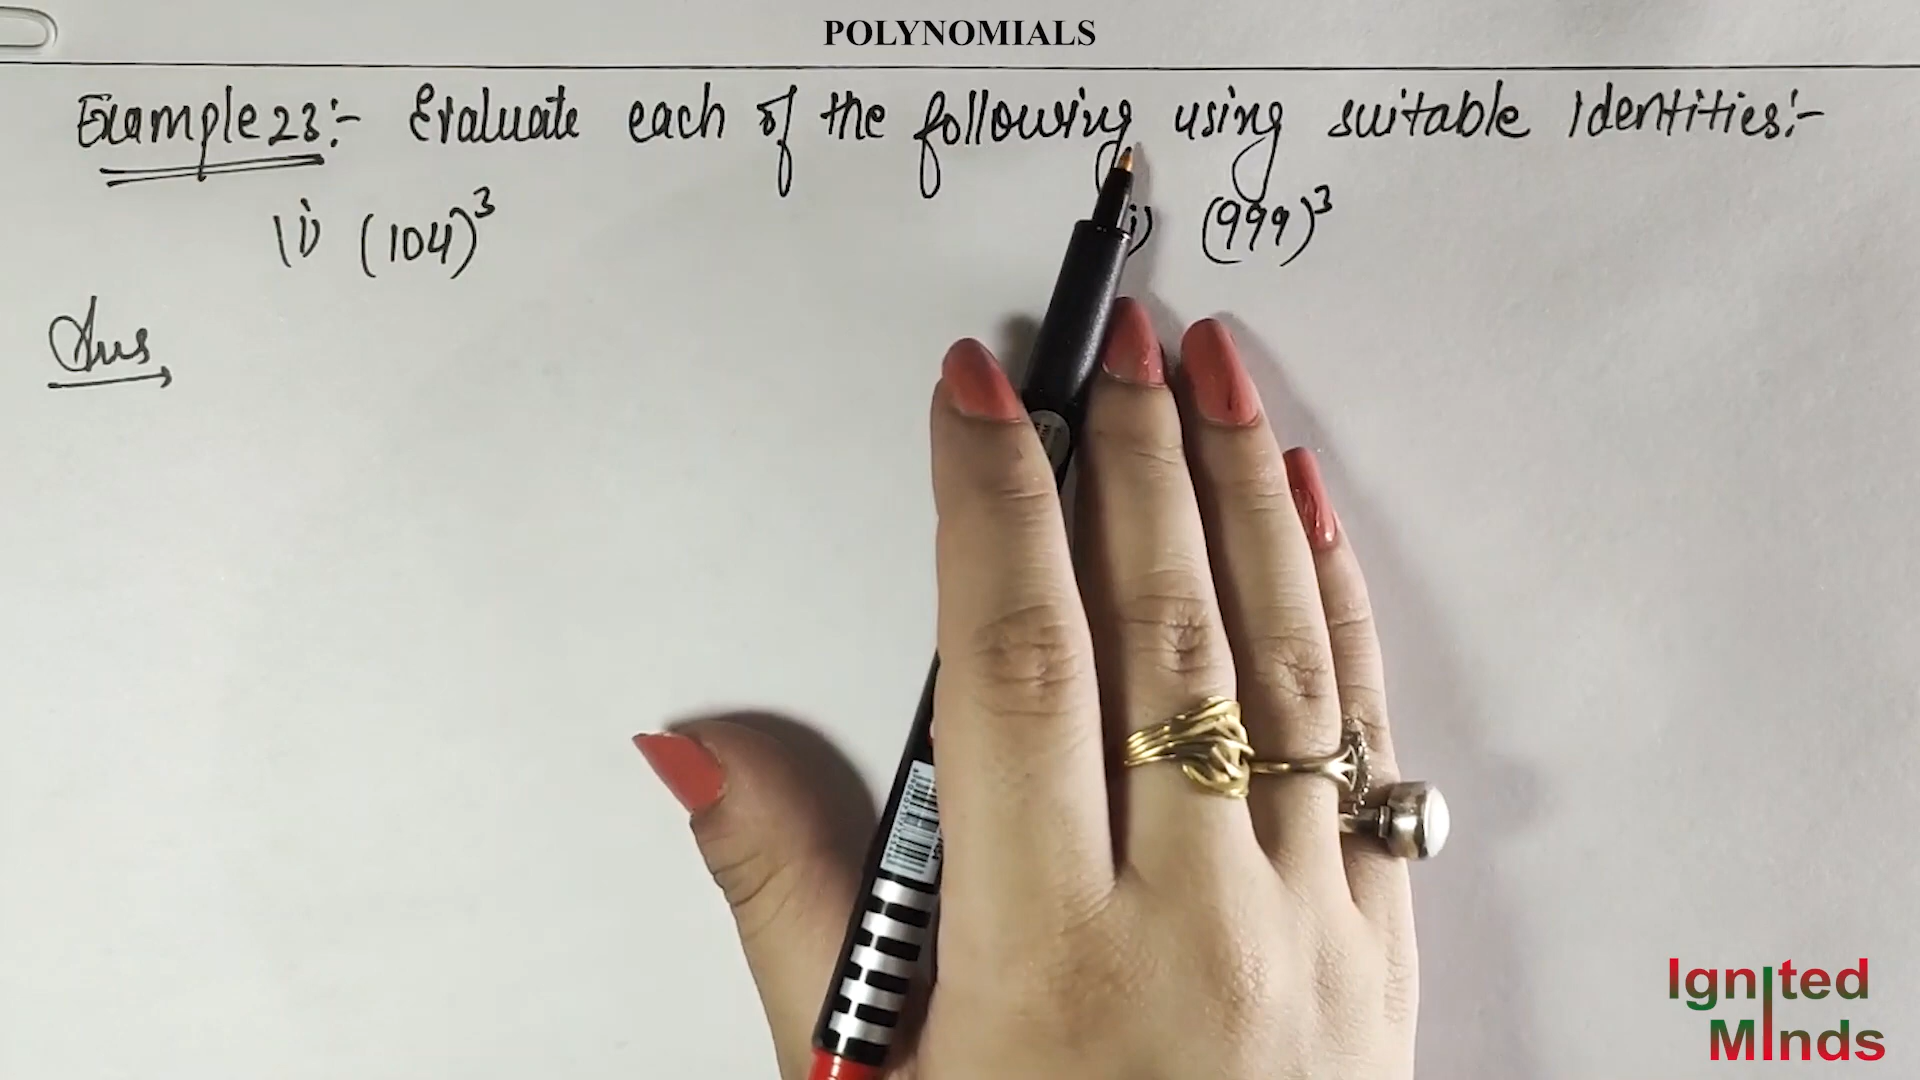 POLYNOMIALS
Example 23:- Evaluate each of the following using suitable identities:-
(i) (104)³ i) (999)³
Ans
Ignited
Minds